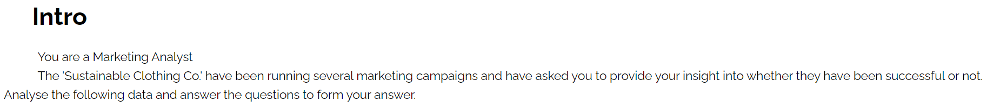 Intro
You are a Marketing Analyst
The 'Sustainable Clothing Co.' have been running several marketing campaigns and have asked you to provide your insight into whether they have been successful or not.
Analyse the following data and answer the questions to form your answer.